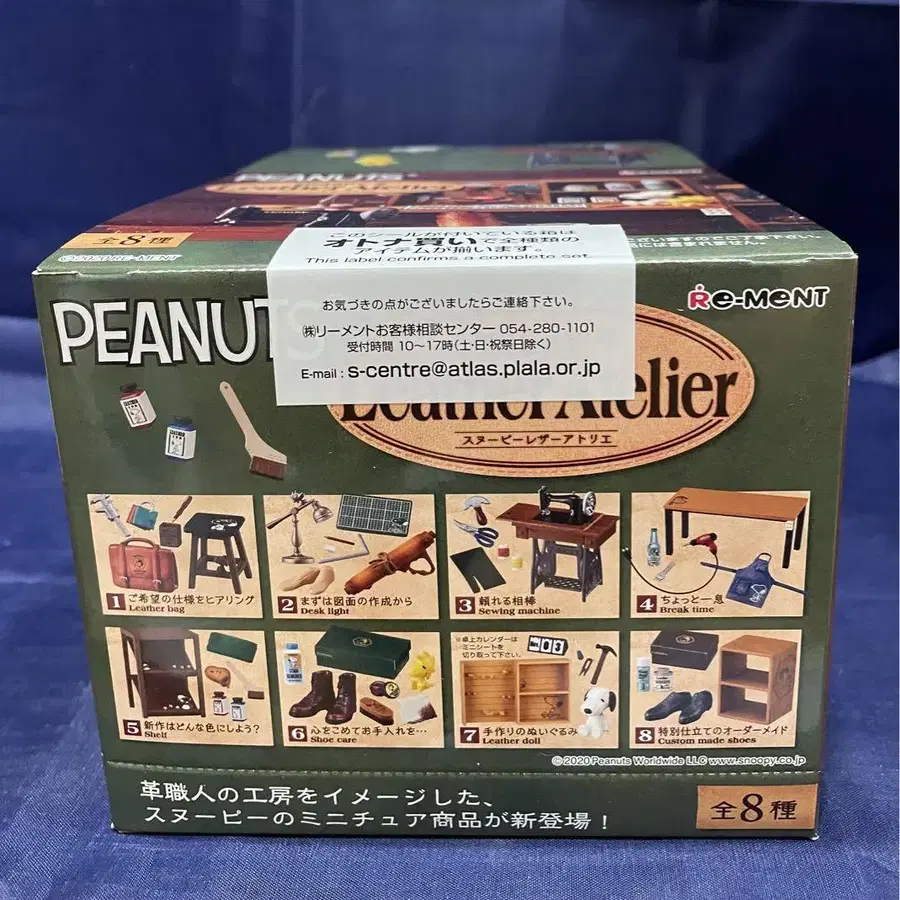 PEANUTS
Leather Atelier
全8種
©2020 RE-MENT
このシールが付いている箱は
オトナ買いで全種類の
アイテムが揃います。
This label confirms a complete set.
お気づきの点がございましたらご連絡下さい。
㈱リーメントお客様相談センター 054-280-1101
受付時間 10〜17時(土・日・祝祭日除く)
E-mail : s-centre@atlas.plala.or.jp
PEANUTS
Re-MENT
Leather Atelier
スヌーピーレザーアトリエ
1 ご希望の仕様をヒアリング
Leather bag
2 まずは図面の作成から
Desk light
3 頼れる相棒
Sewing machine
4 ちょっと一息
Break time
5 新作はどんな色にしよう?
Shelf
6 心をこめてお手入れを…
Shoe care
※卓上カレンダーは
ミニシートを
切り取って下さい。
7 手作りのぬいぐるみ
Leather doll
8 特別仕立てのオーダーメイド
Custom made shoes
©2020 Peanuts Worldwide LLC www.snoopy.co.jp
革職人の工房をイメージした、
スヌーピーのミニチュア商品が新登場!
全8種